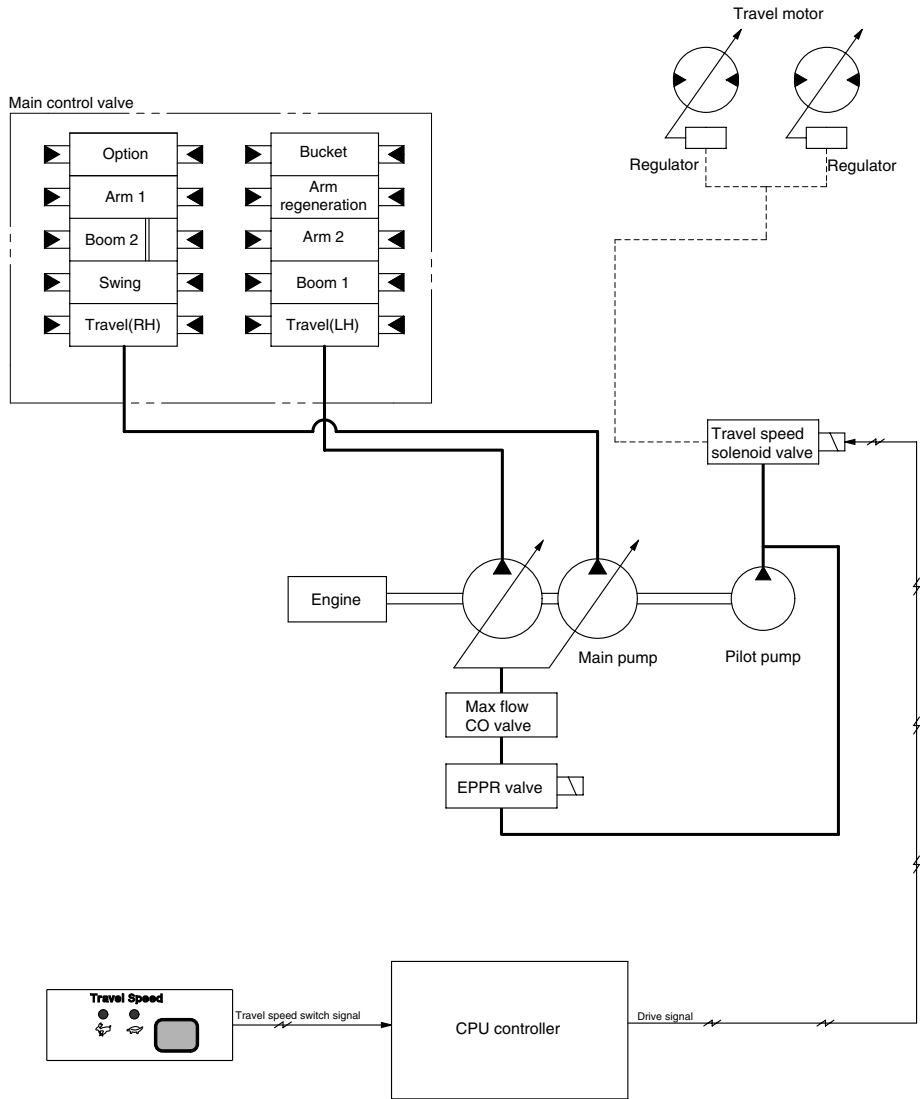 Travel motor
Main control valve
Option
Bucket
Regulator
Regulator
Arm 1
Arm
regeneration
Boom 2
Arm 2
Swing
Boom 1
Travel(RH)
Travel(LH)
Travel speed
solenoid valve
Engine
Main pump
Pilot pump
Max flow
CO valve
EPPR valve
Travel Speed
Travel speed switch signal
CPU controller
Drive signal